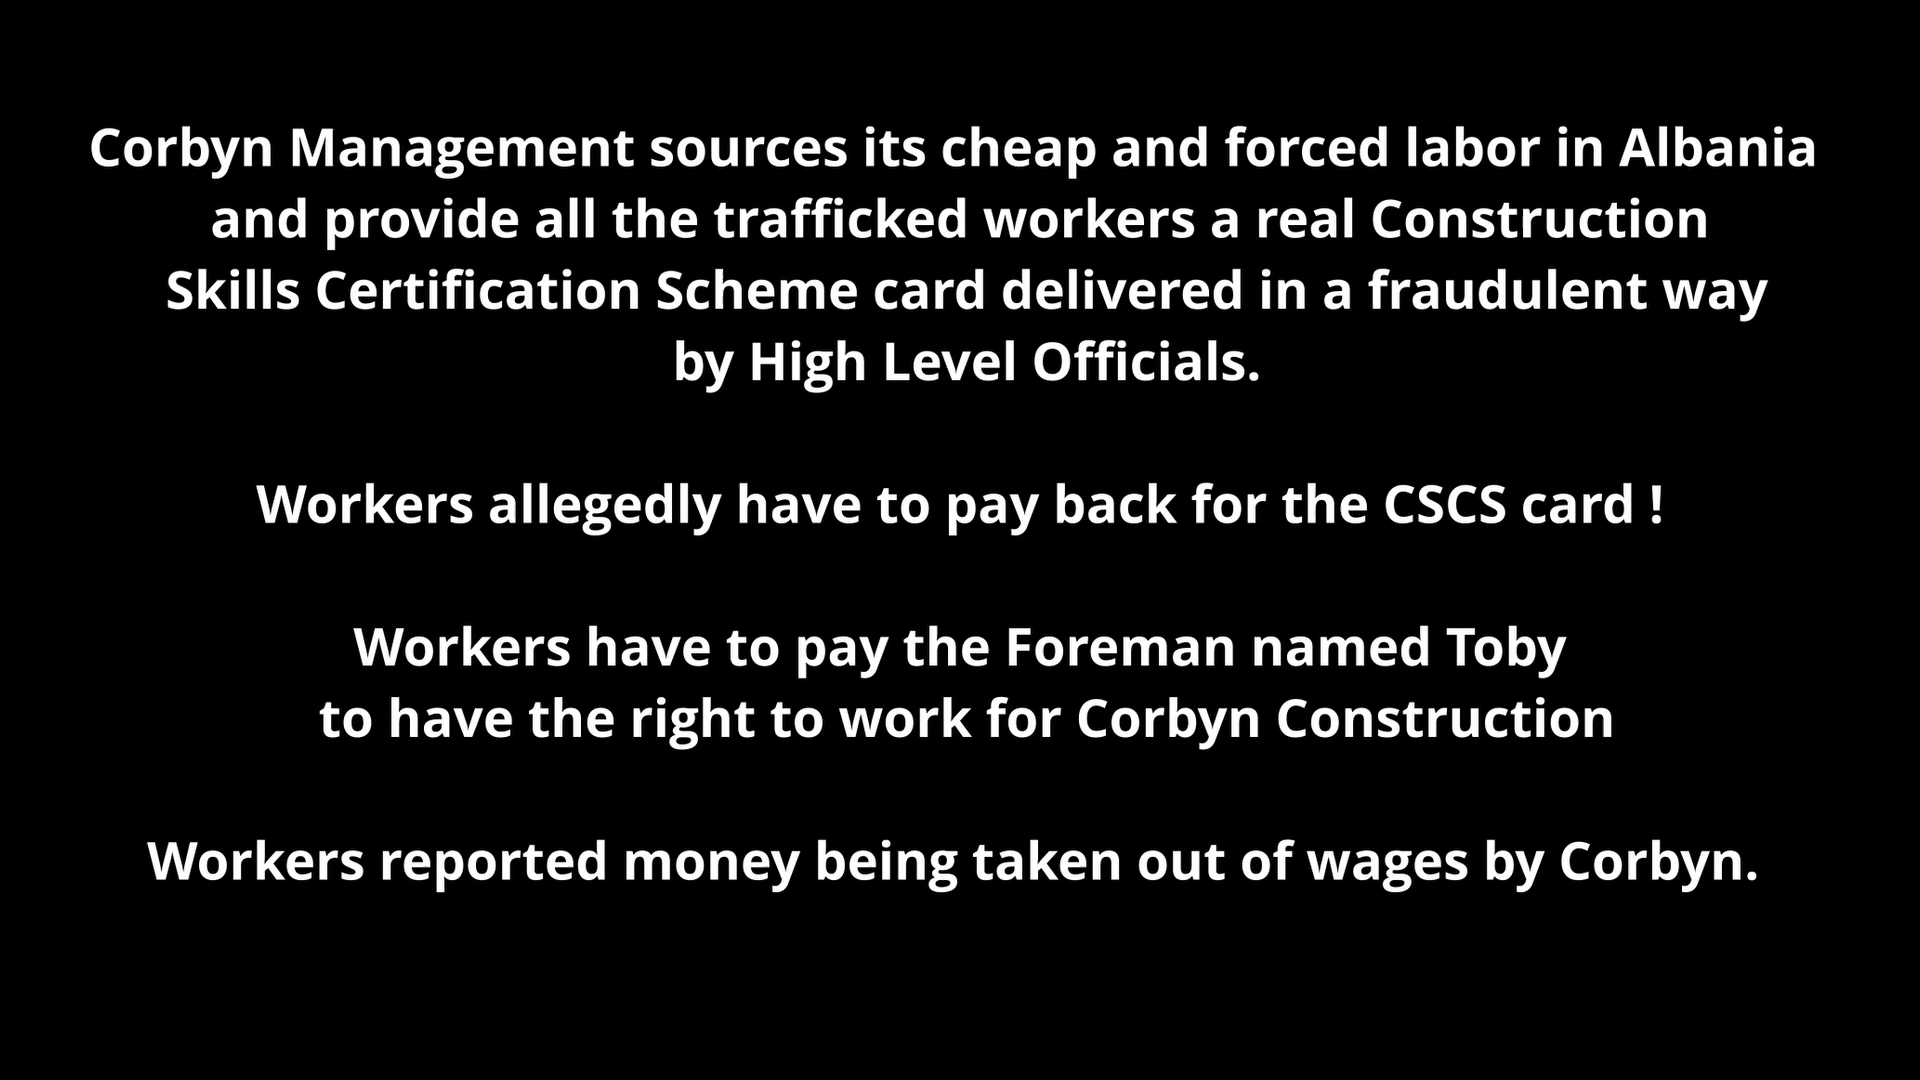 Corbyn Management sources its cheap and forced labor in Albania
and provide all the trafficked workers a real Construction
Skills Certification Scheme card delivered in a fraudulent way
by High Level Officials.
Workers allegedly have to pay back for the CSCS card !
Workers have to pay the Foreman named Toby
to have the right to work for Corbyn Construction
Workers reported money being taken out of wages by Corbyn.